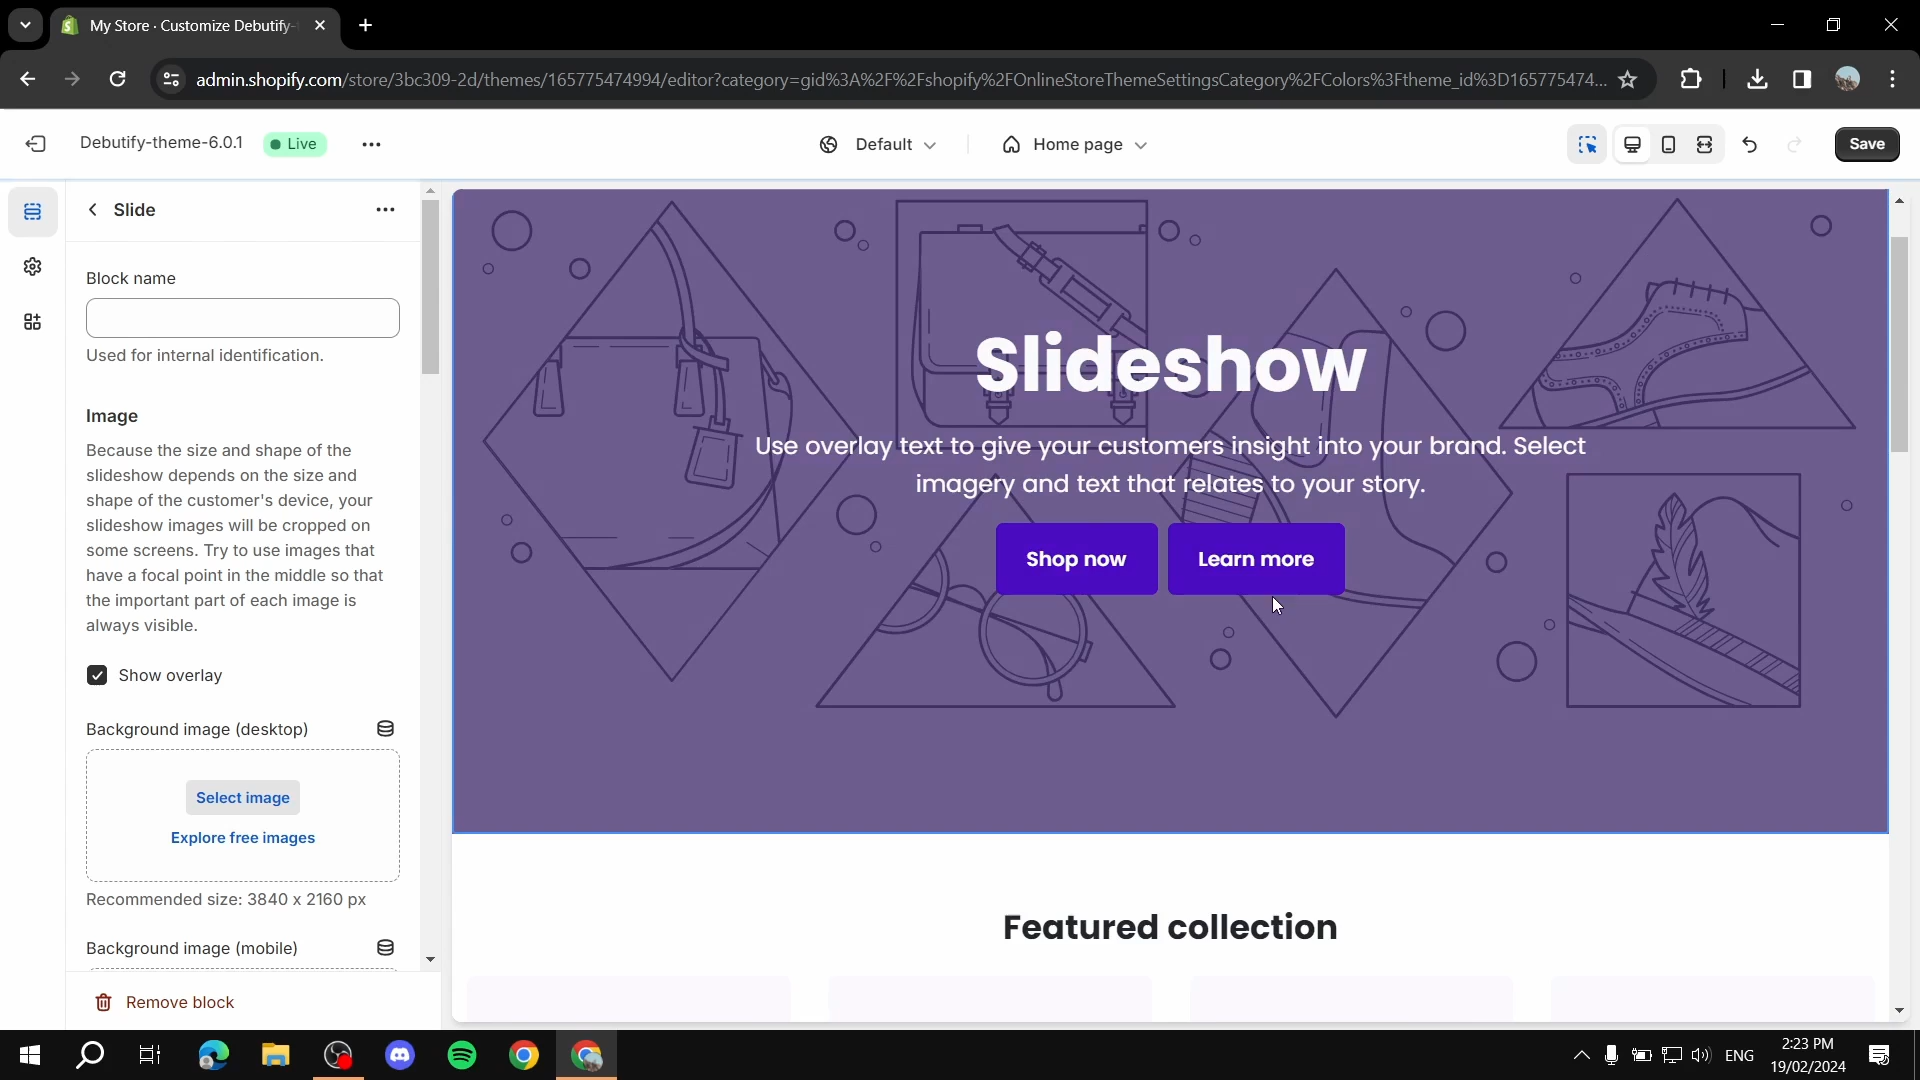 My Store · Customize Debutify-
admin.shopify.com/store/3bc309-2d/themes/165775474994/editor?category=gid%3A%2F%2Fshopify%2FOnlineStoreThemeSettingsCategory%2FColors%3Ftheme_id%3D165775474...
Debutify-theme-6.0.1
Live
Default
Home page
Save
Slide
Block name
Used for internal identification.
Image
Because the size and shape of the
slideshow depends on the size and
shape of the customer's device, your
slideshow images will be cropped on
some screens. Try to use images that
have a focal point in the middle so that
the important part of each image is
always visible.
Show overlay
Background image (desktop)
Select image
Explore free images
Recommended size: 3840 x 2160 px
Background image (mobile)
Remove block
Slideshow
Use overlay text to give your customers insight into your brand. Select
imagery and text that relates to your story.
Shop now
Learn more
Featured collection
ENG
2:23 PM
19/02/2024